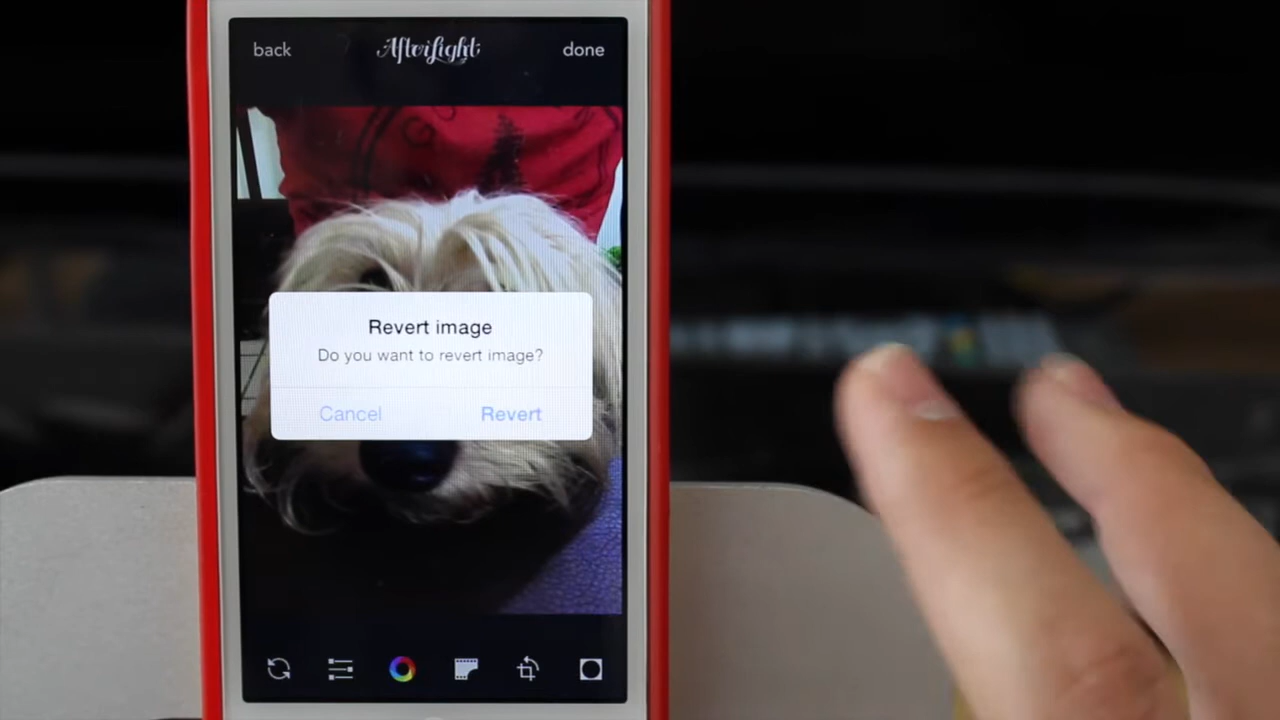 back
Afterlight
done
Revert image
Do you want to revert image?
Cancel
Revert